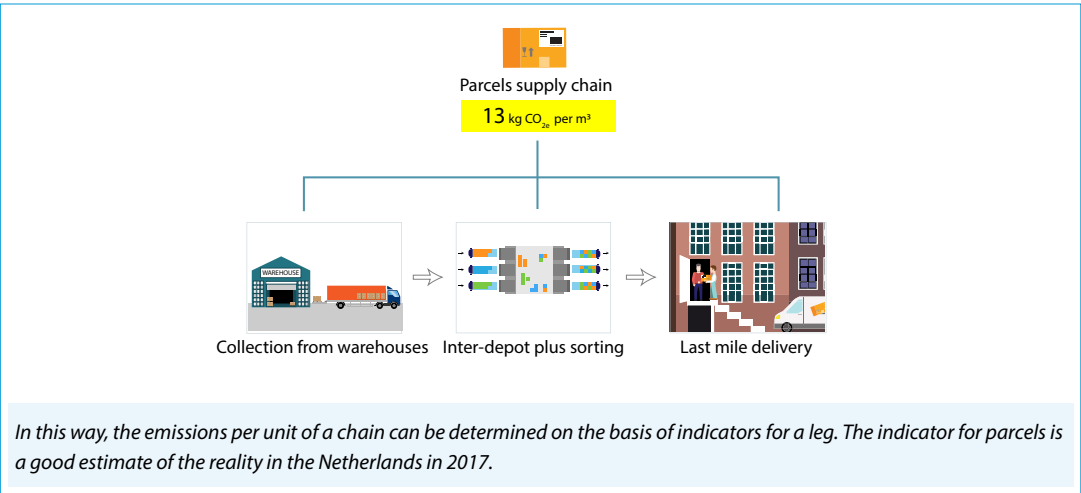 Parcels supply chain
13 kg CO₂ₑ per m³
WAREHOUSE
Collection from warehouses
Inter-depot plus sorting
Last mile delivery
In this way, the emissions per unit of a chain can be determined on the basis of indicators for a leg. The indicator for parcels is
a good estimate of the reality in the Netherlands in 2017.